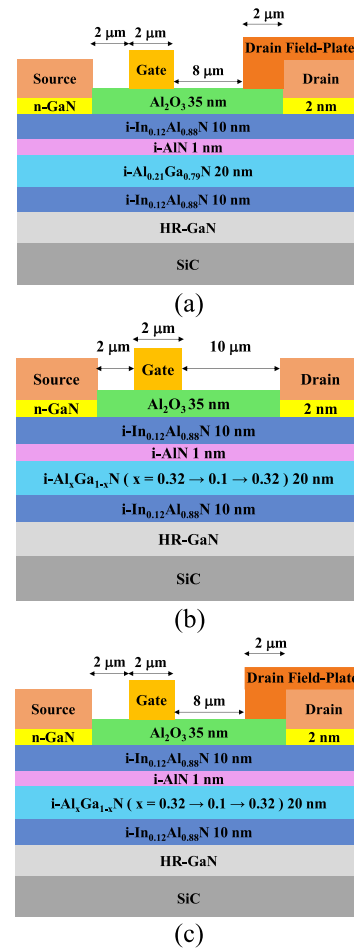 2 μm
2 μm 2 μm
Drain Field-Plate
Source Gate 8 μm Drain
n-GaN Al₂O₃ 35 nm 2 nm
i-In₀.₁₂Al₀.₈₈N 10 nm
i-AlN 1 nm
i-Al₀.₂₁Ga₀.₇₉N 20 nm
i-In₀.₁₂Al₀.₈₈N 10 nm
HR-GaN
SiC
(a)
2 μm
2 μm 10 μm
Source Gate Drain
n-GaN Al₂O₃ 35 nm 2 nm
i-In₀.₁₂Al₀.₈₈N 10 nm
i-AlN 1 nm
i-AlₓGa₁₋ₓN ( x = 0.32 → 0.1 → 0.32 ) 20 nm
i-In₀.₁₂Al₀.₈₈N 10 nm
HR-GaN
SiC
(b)
2 μm
2 μm 2 μm
Drain Field-Plate
Source Gate 8 μm Drain
n-GaN Al₂O₃ 35 nm 2 nm
i-In₀.₁₂Al₀.₈₈N 10 nm
i-AlN 1 nm
i-AlₓGa₁₋ₓN ( x = 0.32 → 0.1 → 0.32 ) 20 nm
i-In₀.₁₂Al₀.₈₈N 10 nm
HR-GaN
SiC
(c)